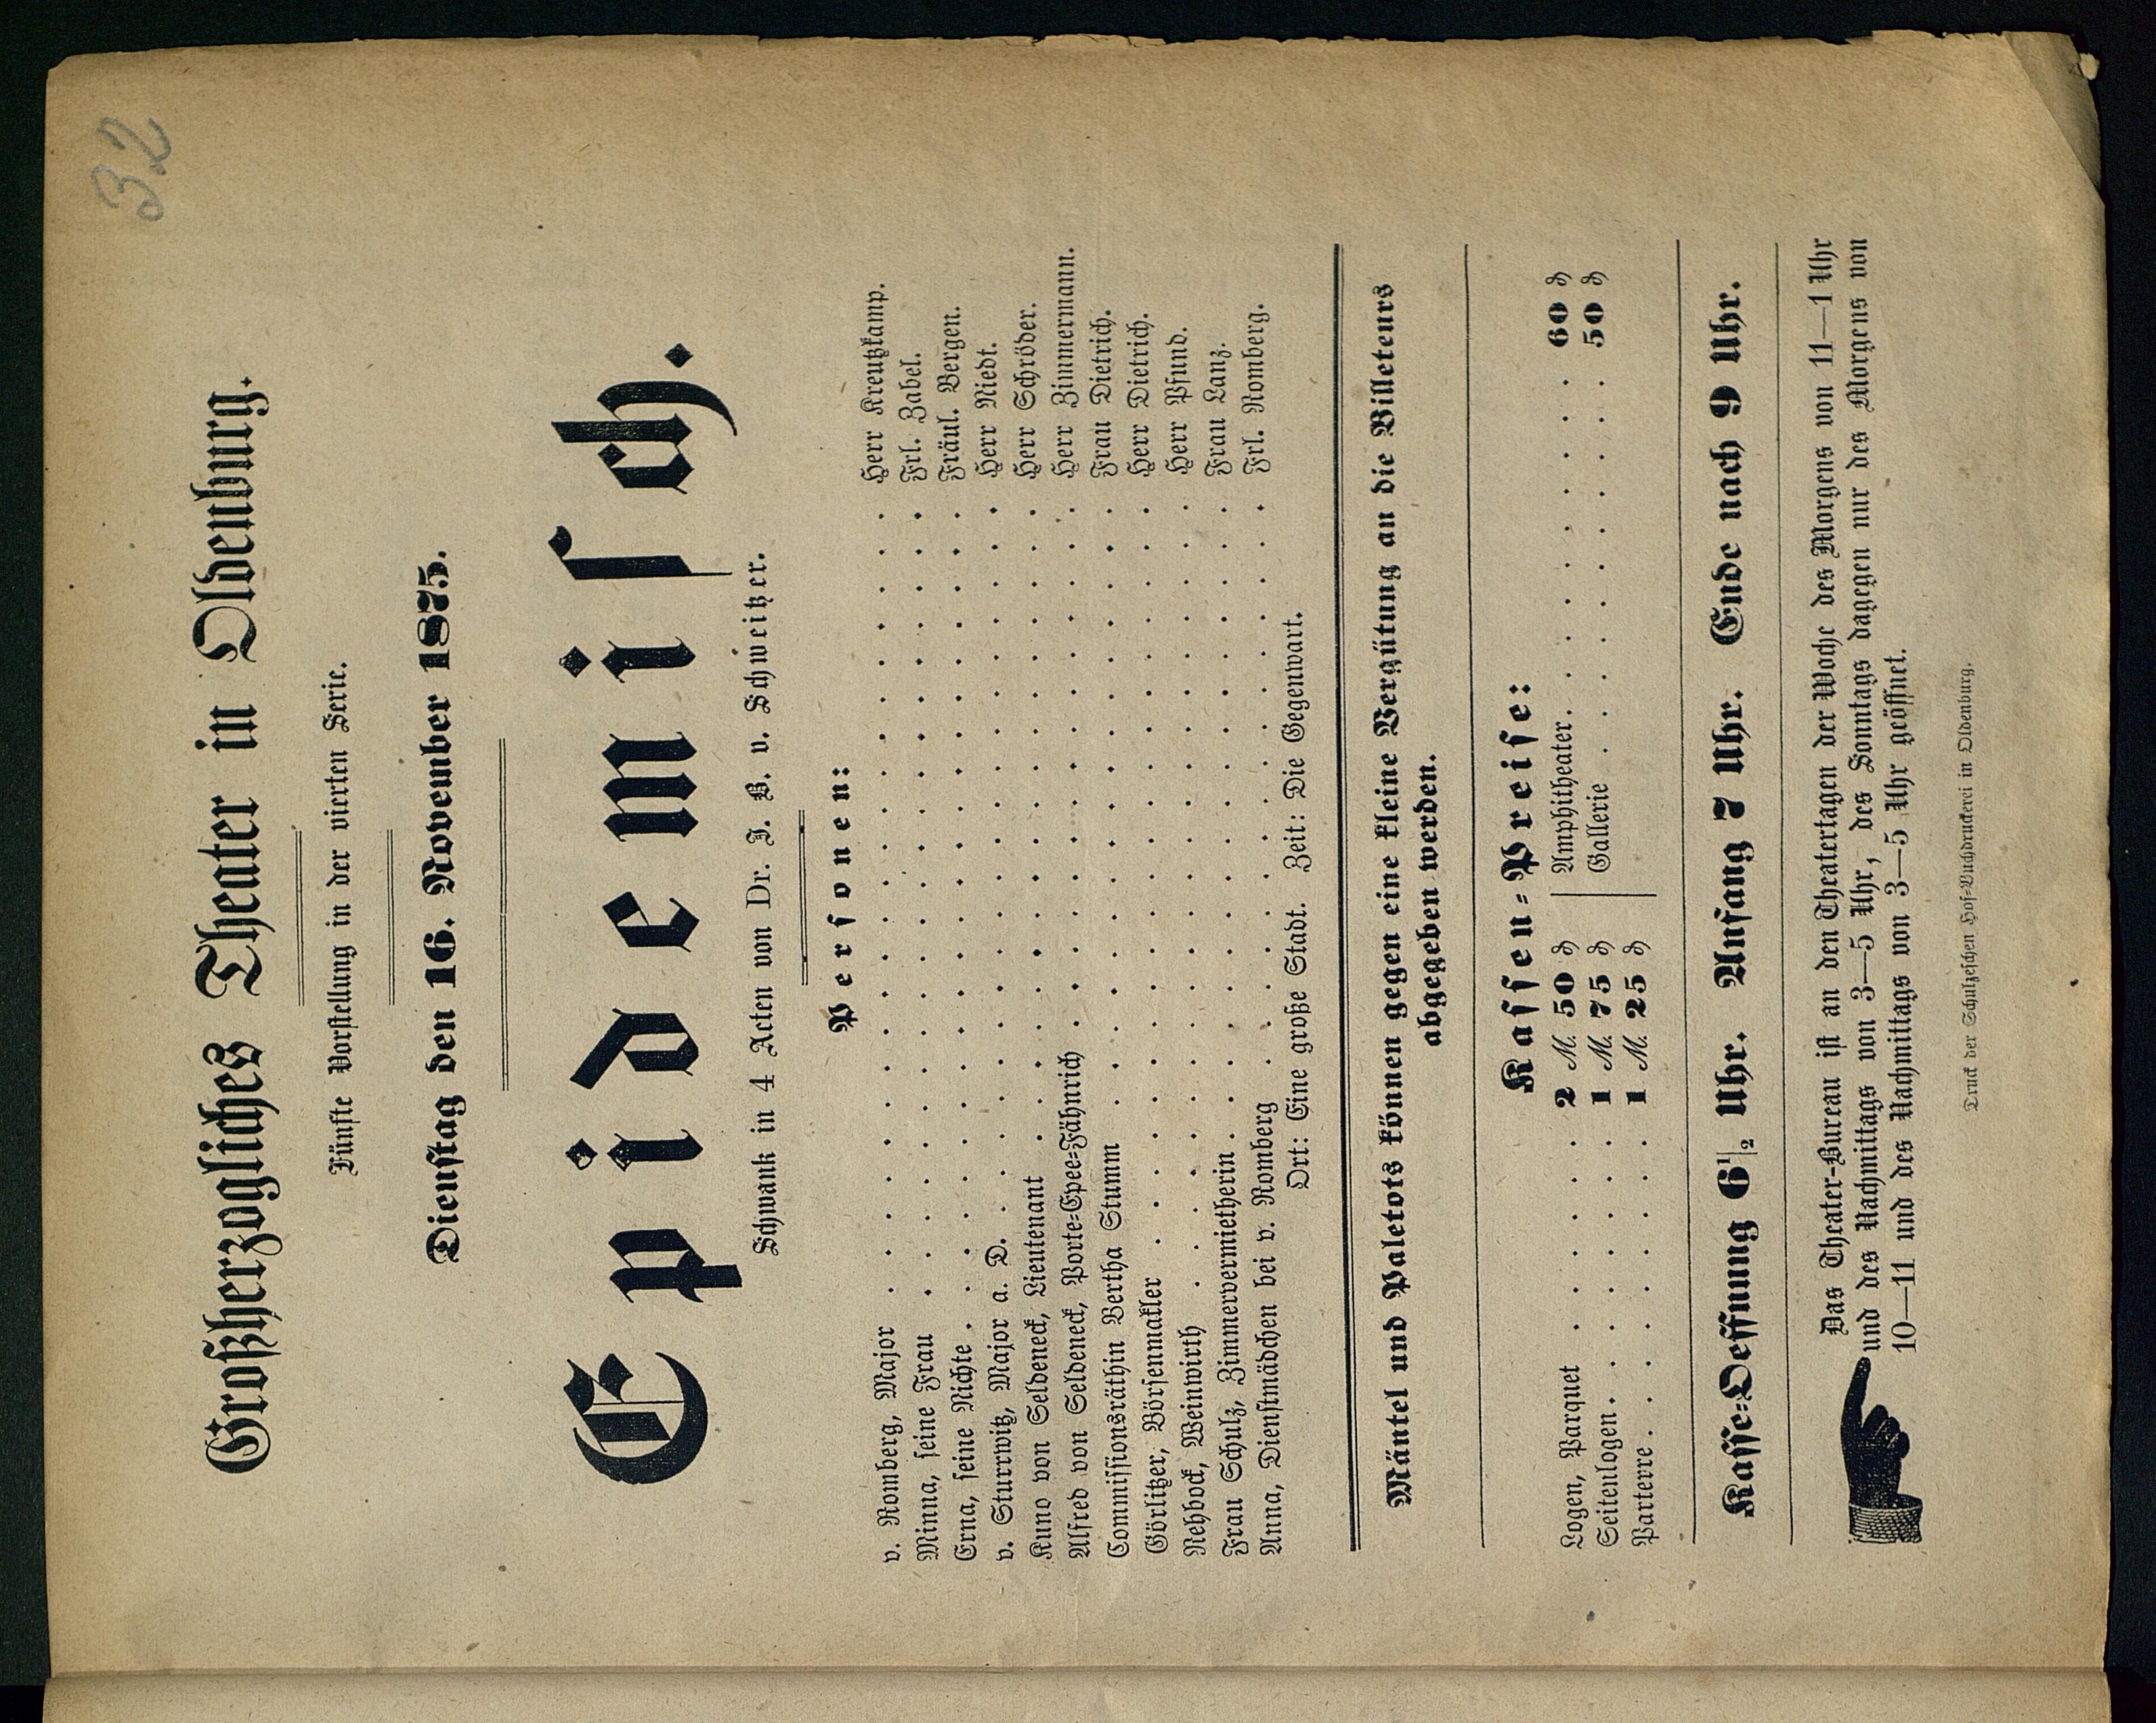 32
Großherzogliches Theater in Oldenburg.
Fünfte Vorstellung in der vierten Serie.
Dienstag den 16. November 1875.
Epidemisch.
Schwank in 4 Acten von Dr. J. B. v. Schweitzer.
Personen:
v. Romberg, Major . . . . Herr Kreutzkamp.
Minna, seine Frau . . . . Frl. Zabel.
Erna, seine Nichte . . . . Fräul. Bergen.
v. Sturrwitz, Major a. D. . . . . Herr Riedt.
Kuno von Seldeneck, Lieutenant . . . . Herr Schröder.
Alfred von Seldeneck, Porte-Epee-Fähnrich . . . . Herr Zimmermann.
Commissionsräthin Bertha Stumm . . . . Frau Dietrich.
Görlitzer, Börsenmakler . . . . Herr Dietrich.
Rehbock, Weinwirth . . . . Herr Pfund.
Frau Schulz, Zimmervermietherin . . . . Frau Lanz.
Anna, Dienstmädchen bei v. Romberg . . . . Frl. Romberg.
Ort: Eine große Stadt. Zeit: Die Gegenwart.
Mäntel und Paletots können gegen eine kleine Vergütung an die Billeteurs
abgegeben werden.
Kassen-Preise:
Logen, Parquet . . . . 2 M. 50 ₰ Amphitheater . . . . 60 ₰
Seitenlogen . . . . 1 M. 75 ₰ Gallerie . . . . 50 ₰
Parterre . . . . 1 M. 25 ₰
Kasse-Oeffnung 6 1/2 Uhr. Anfang 7 Uhr. Ende nach 9 Uhr.
Das Theater-Bureau ist an den Theatertagen der Woche des Morgens von 11—1 Uhr
und des Nachmittags von 3—5 Uhr, des Sonntags dagegen nur des Morgens von
10—11 und des Nachmittags von 3—5 Uhr geöffnet.
Druck der Schulzeschen Hof-Buchdruckerei in Oldenburg.